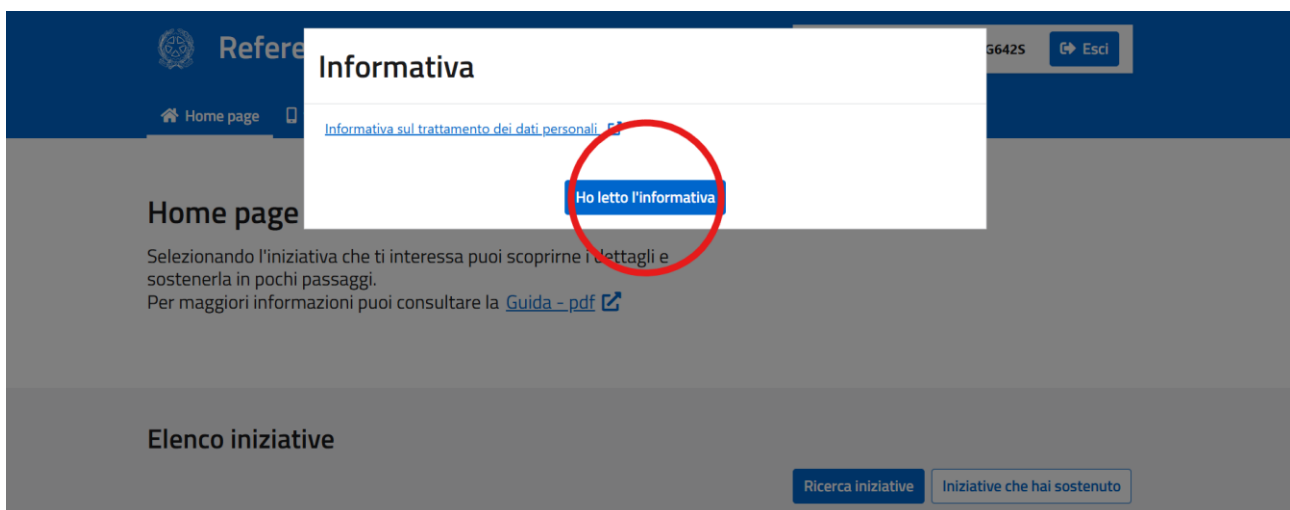 Refere
G642S
Esci
Informativa
Home page
Informativa sul trattamento dei dati personali
Ho letto l'informativa
Home page
Selezionando l'iniziativa che ti interessa puoi scoprirne i dettagli e
sostenerla in pochi passaggi.
Per maggiori informazioni puoi consultare la Guida - pdf
Elenco iniziative
Ricerca iniziative
Iniziative che hai sostenuto